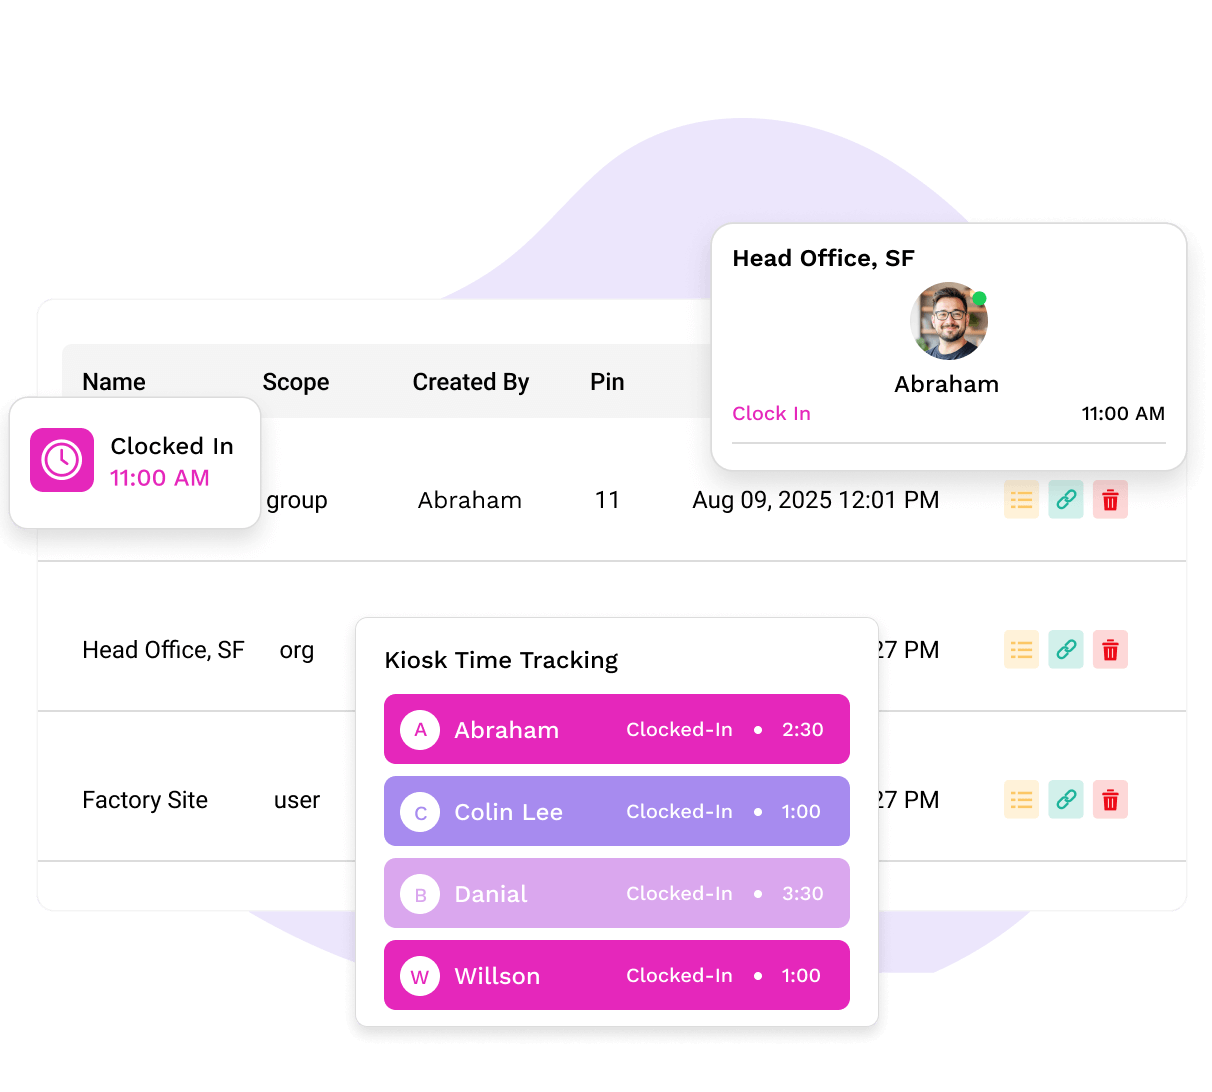 Head Office, SF
Abraham
Clock In 11:00 AM
Name Scope Created By Pin
Clocked In
11:00 AM
group Abraham 11 Aug 09, 2025 12:01 PM
Head Office, SF org 27 PM
Factory Site user 27 PM
Kiosk Time Tracking
A Abraham Clocked-In • 2:30
C Colin Lee Clocked-In • 1:00
B Danial Clocked-In • 3:30
W Willson Clocked-In • 1:00